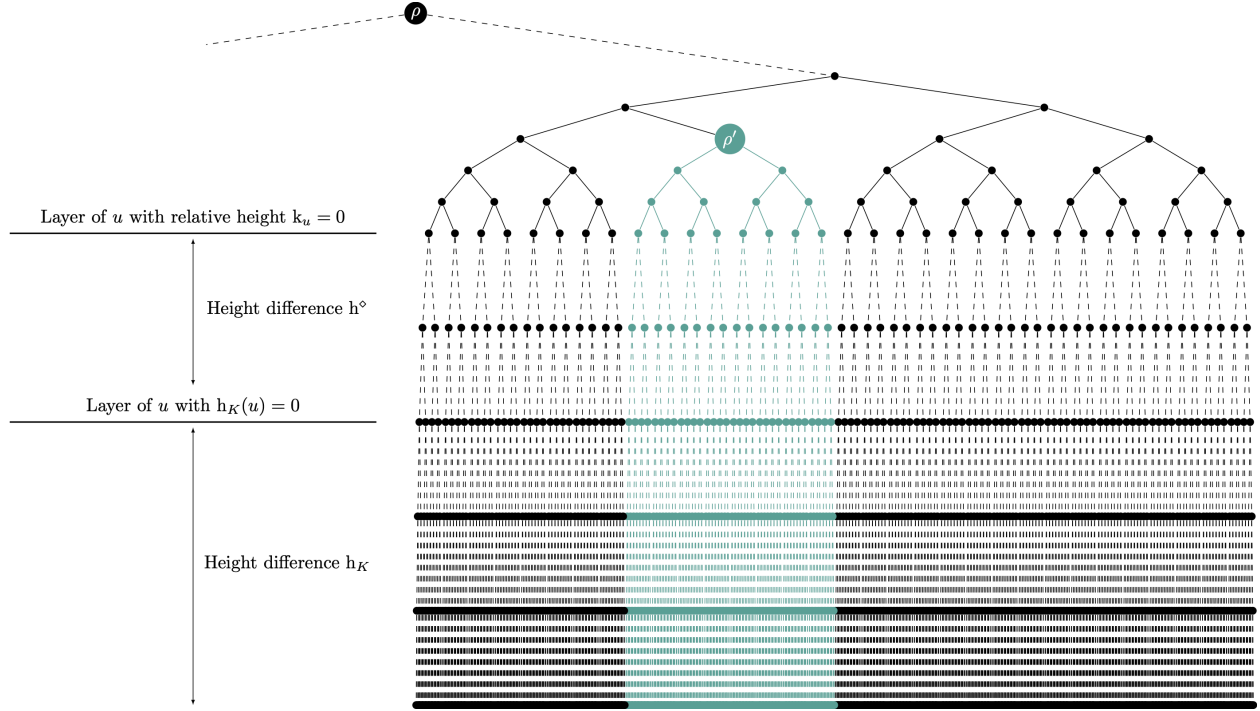 ρ
ρ′
Layer of u with relative height k_u = 0
Height difference h^⋄
Layer of u with h_K(u) = 0
Height difference h_K